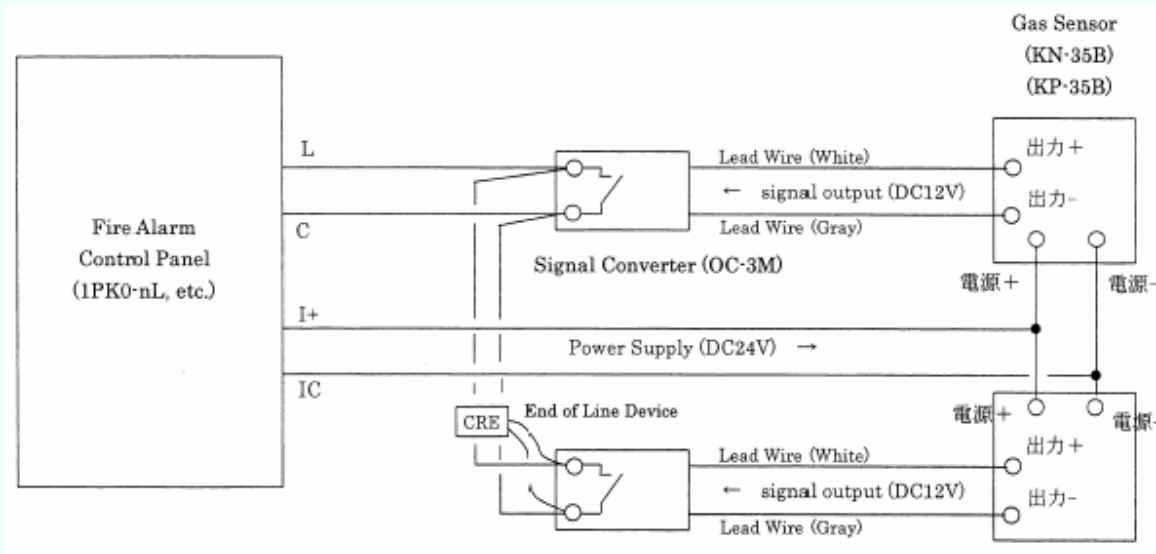 Gas Sensor
(KN-35B)
(KP-35B)
L
Lead Wire (White)
出力+
← signal output (DC12V)
出力-
C
Lead Wire (Gray)
Fire Alarm
Control Panel
(1PK0-nL, etc.)
Signal Converter (OC-3M)
電源+
電源-
I+
Power Supply (DC24V) →
IC
CRE
End of Line Device
電源+
電源-
Lead Wire (White)
出力+
← signal output (DC12V)
出力-
Lead Wire (Gray)